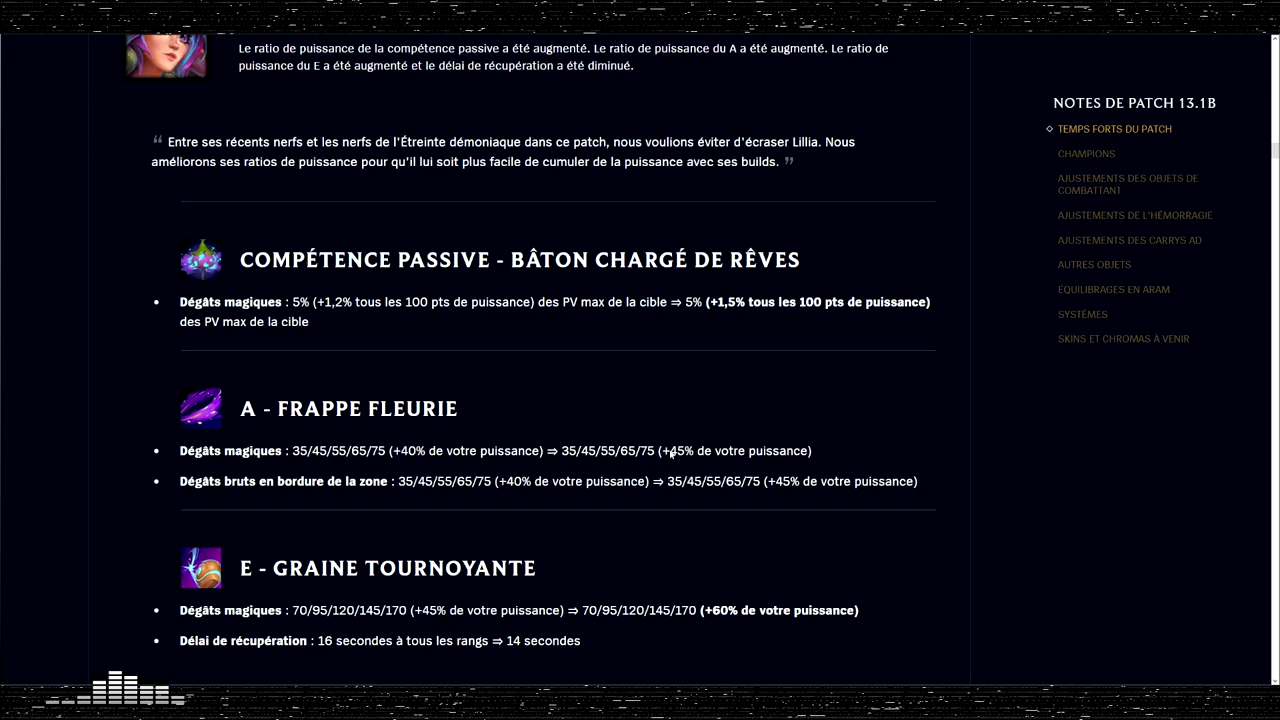 Le ratio de puissance de la compétence passive a été augmenté. Le ratio de puissance du A a été augmenté. Le ratio de
puissance du E a été augmenté et le délai de récupération a été diminué.
“ Entre ses récents nerfs et les nerfs de l'Étreinte démoniaque dans ce patch, nous voulions éviter d'écraser Lillia. Nous
améliorons ses ratios de puissance pour qu'il lui soit plus facile de cumuler de la puissance avec ses builds. ”
COMPÉTENCE PASSIVE - BÂTON CHARGÉ DE RÊVES
• Dégâts magiques : 5% (+1,2% tous les 100 pts de puissance) des PV max de la cible ⇒ 5% (+1,5% tous les 100 pts de puissance)
des PV max de la cible
A - FRAPPE FLEURIE
• Dégâts magiques : 35/45/55/65/75 (+40% de votre puissance) ⇒ 35/45/55/65/75 (+45% de votre puissance)
• Dégâts bruts en bordure de la zone : 35/45/55/65/75 (+40% de votre puissance) ⇒ 35/45/55/65/75 (+45% de votre puissance)
E - GRAINE TOURNOYANTE
• Dégâts magiques : 70/95/120/145/170 (+45% de votre puissance) ⇒ 70/95/120/145/170 (+60% de votre puissance)
• Délai de récupération : 16 secondes à tous les rangs ⇒ 14 secondes
NOTES DE PATCH 13.1B
TEMPS FORTS DU PATCH
CHAMPIONS
AJUSTEMENTS DES OBJETS DE
COMBATTANT
AJUSTEMENTS DE L'HÉMORRAGIE
AJUSTEMENTS DES CARRYS AD
AUTRES OBJETS
ÉQUILIBRAGES EN ARAM
SYSTÈMES
SKINS ET CHROMAS À VENIR